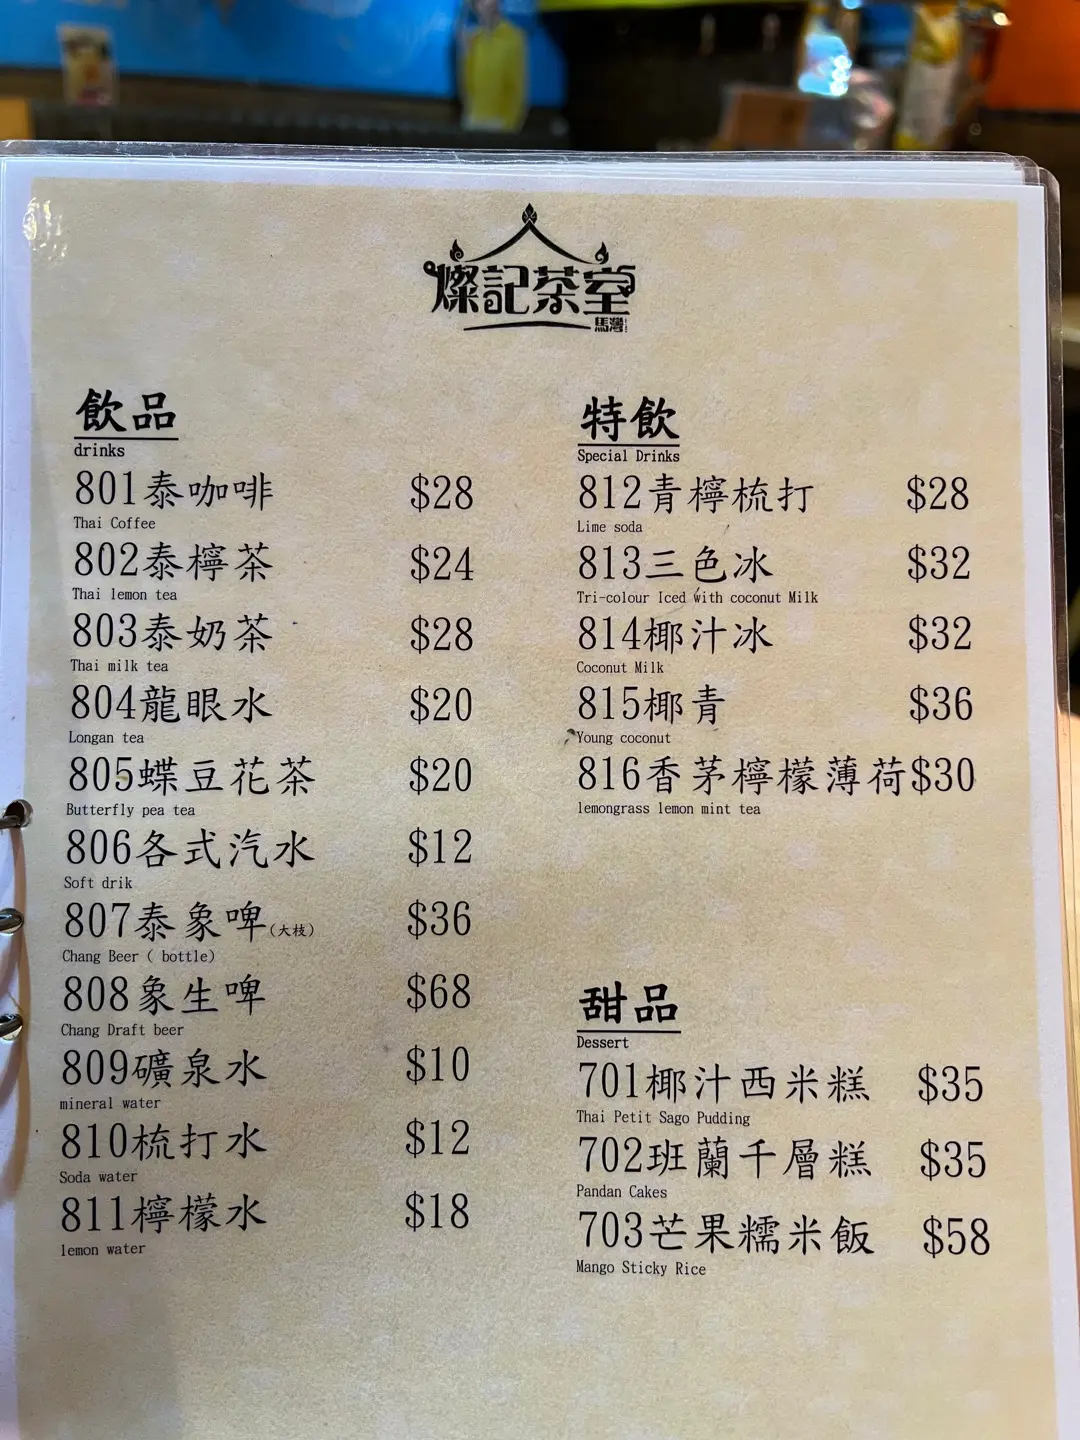 燦記茶堂
馬灣
飲品
drinks
801泰咖啡 $28
Thai Coffee
802泰檸茶 $24
Thai lemon tea
803泰奶茶 $28
Thai milk tea
804龍眼水 $20
Longan tea
805蝶豆花茶 $20
Butterfly pea tea
806各式汽水 $12
Soft drik
807泰象啤(大枝) $36
Chang Beer ( bottle)
808象生啤 $68
Chang Draft beer
809礦泉水 $10
mineral water
810梳打水 $12
Soda water
811檸檬水 $18
lemon water
特飲
Special Drinks
812青檸梳打 $28
Lime soda
813三色冰 $32
Tri-colour Iced with coconut Milk
814椰汁冰 $32
Coconut Milk
815椰青 $36
Young coconut
816香茅檸檬薄荷$30
lemongrass lemon mint tea
甜品
Dessert
701椰汁西米糕 $35
Thai Petit Sago Pudding
702班蘭千層糕 $35
Pandan Cakes
703芒果糯米飯 $58
Mango Sticky Rice